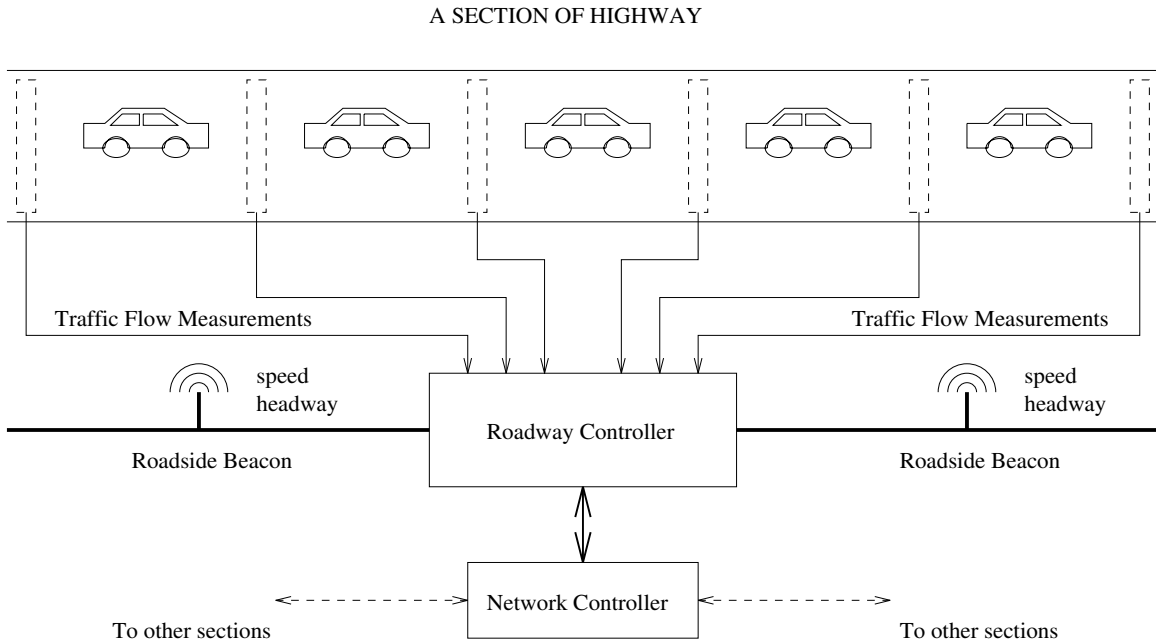 A SECTION OF HIGHWAY
Traffic Flow Measurements
Traffic Flow Measurements
speed
headway
speed
headway
Roadway Controller
Roadside Beacon
Roadside Beacon
Network Controller
To other sections
To other sections